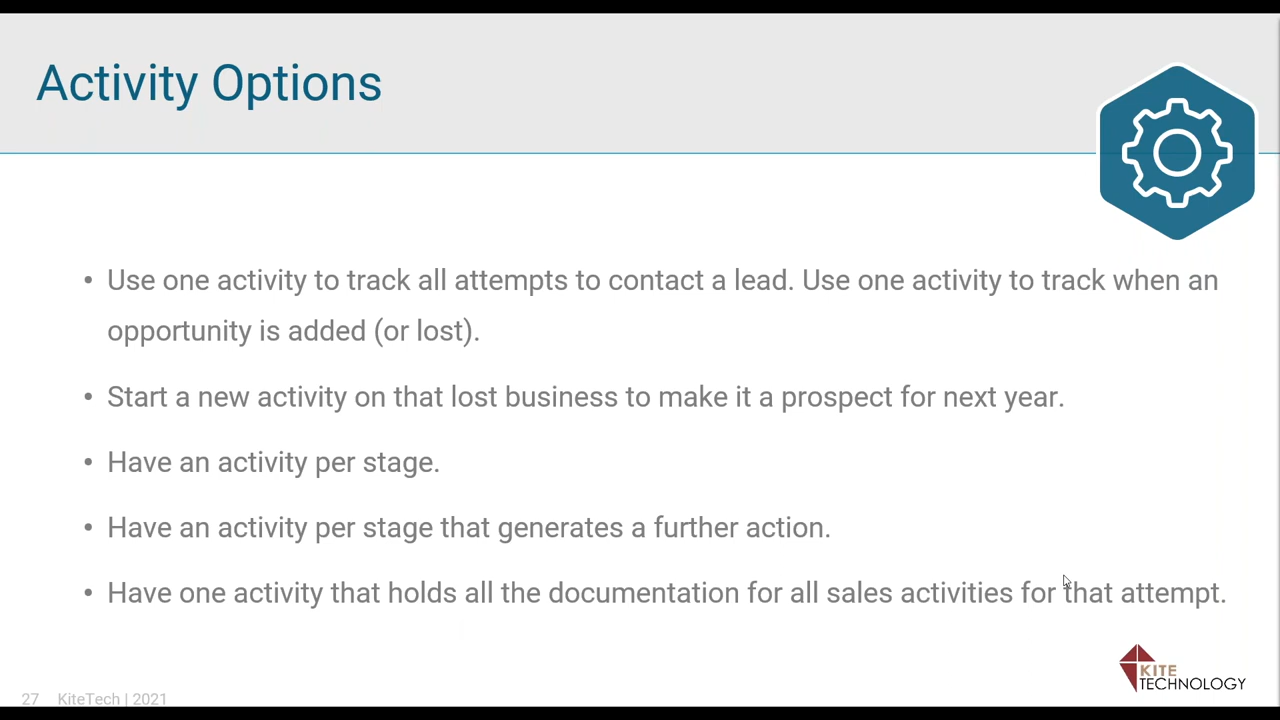 Activity Options
• Use one activity to track all attempts to contact a lead. Use one activity to track when an
opportunity is added (or lost).
• Start a new activity on that lost business to make it a prospect for next year.
• Have an activity per stage.
• Have an activity per stage that generates a further action.
• Have one activity that holds all the documentation for all sales activities for that attempt.
KITE
TECHNOLOGY
27 KiteTech | 2021